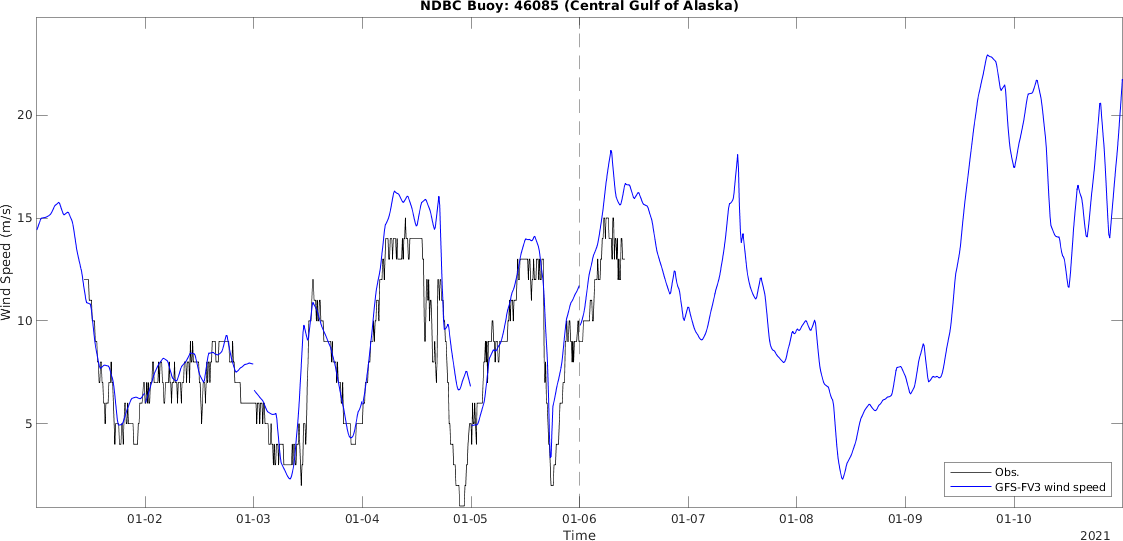 NDBC Buoy: 46085 (Central Gulf of Alaska)
Wind Speed (m/s)
20
15
10
5
01-02 01-03 01-04 01-05 01-06 01-07 01-08 01-09 01-10
Time
2021
Obs.
GFS-FV3 wind speed